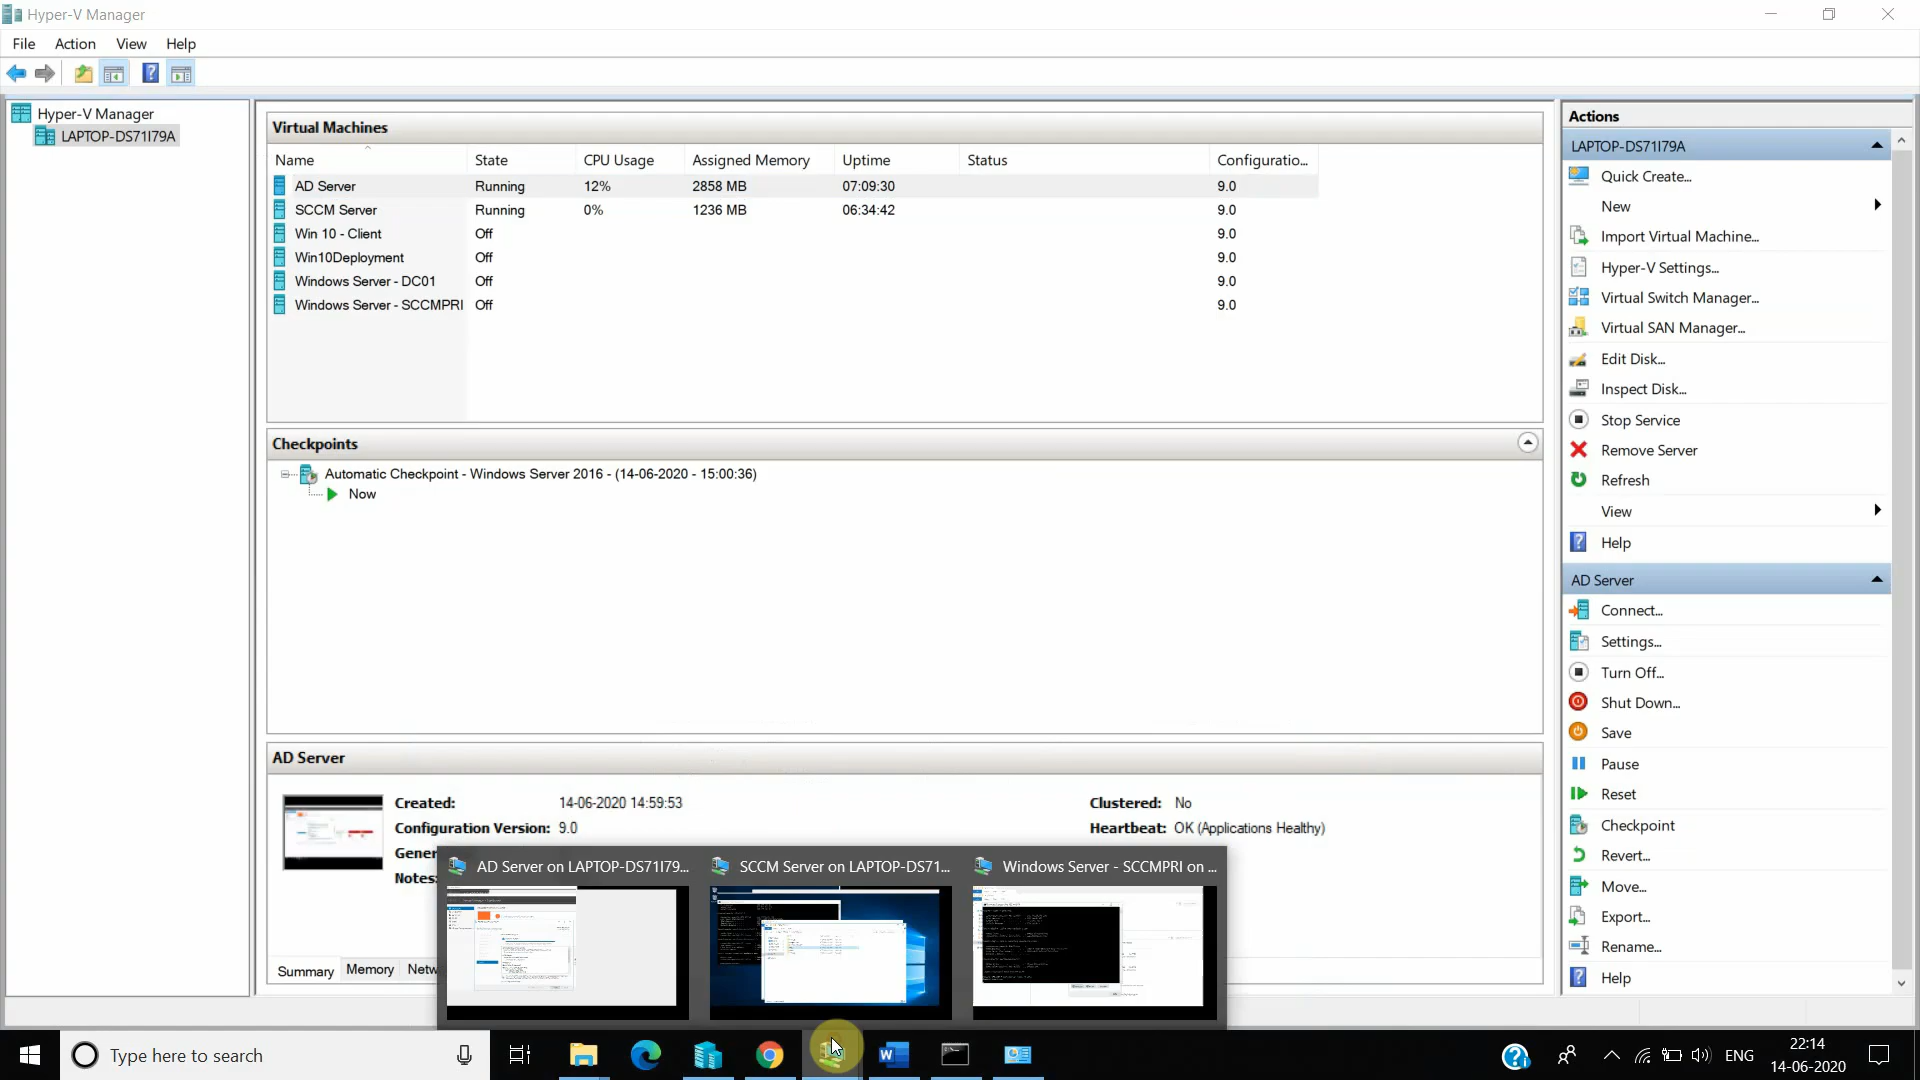 Hyper-V Manager
File Action View Help
Hyper-V Manager
LAPTOP-DS71I79A
Virtual Machines
Name State CPU Usage Assigned Memory Uptime Status Configuratio...
AD Server Running 12% 2858 MB 07:09:30 9.0
SCCM Server Running 0% 1236 MB 06:34:42 9.0
Win 10 - Client Off 9.0
Win10Deployment Off 9.0
Windows Server - DC01 Off 9.0
Windows Server - SCCMPRI Off 9.0
Checkpoints
Automatic Checkpoint - Windows Server 2016 - (14-06-2020 - 15:00:36)
Now
AD Server
Created: 14-06-2020 14:59:53 Clustered: No
Configuration Version: 9.0 Heartbeat: OK (Applications Healthy)
Gener
Notes:
Summary Memory Netw
AD Server on LAPTOP-DS71I79... SCCM Server on LAPTOP-DS71... Windows Server - SCCMPRI on ...
Actions
LAPTOP-DS71I79A
Quick Create...
New
Import Virtual Machine...
Hyper-V Settings...
Virtual Switch Manager...
Virtual SAN Manager...
Edit Disk...
Inspect Disk...
Stop Service
Remove Server
Refresh
View
Help
AD Server
Connect...
Settings...
Turn Off...
Shut Down...
Save
Pause
Reset
Checkpoint
Revert...
Move...
Export...
Rename...
Help
Type here to search
ENG
22:14
14-06-2020